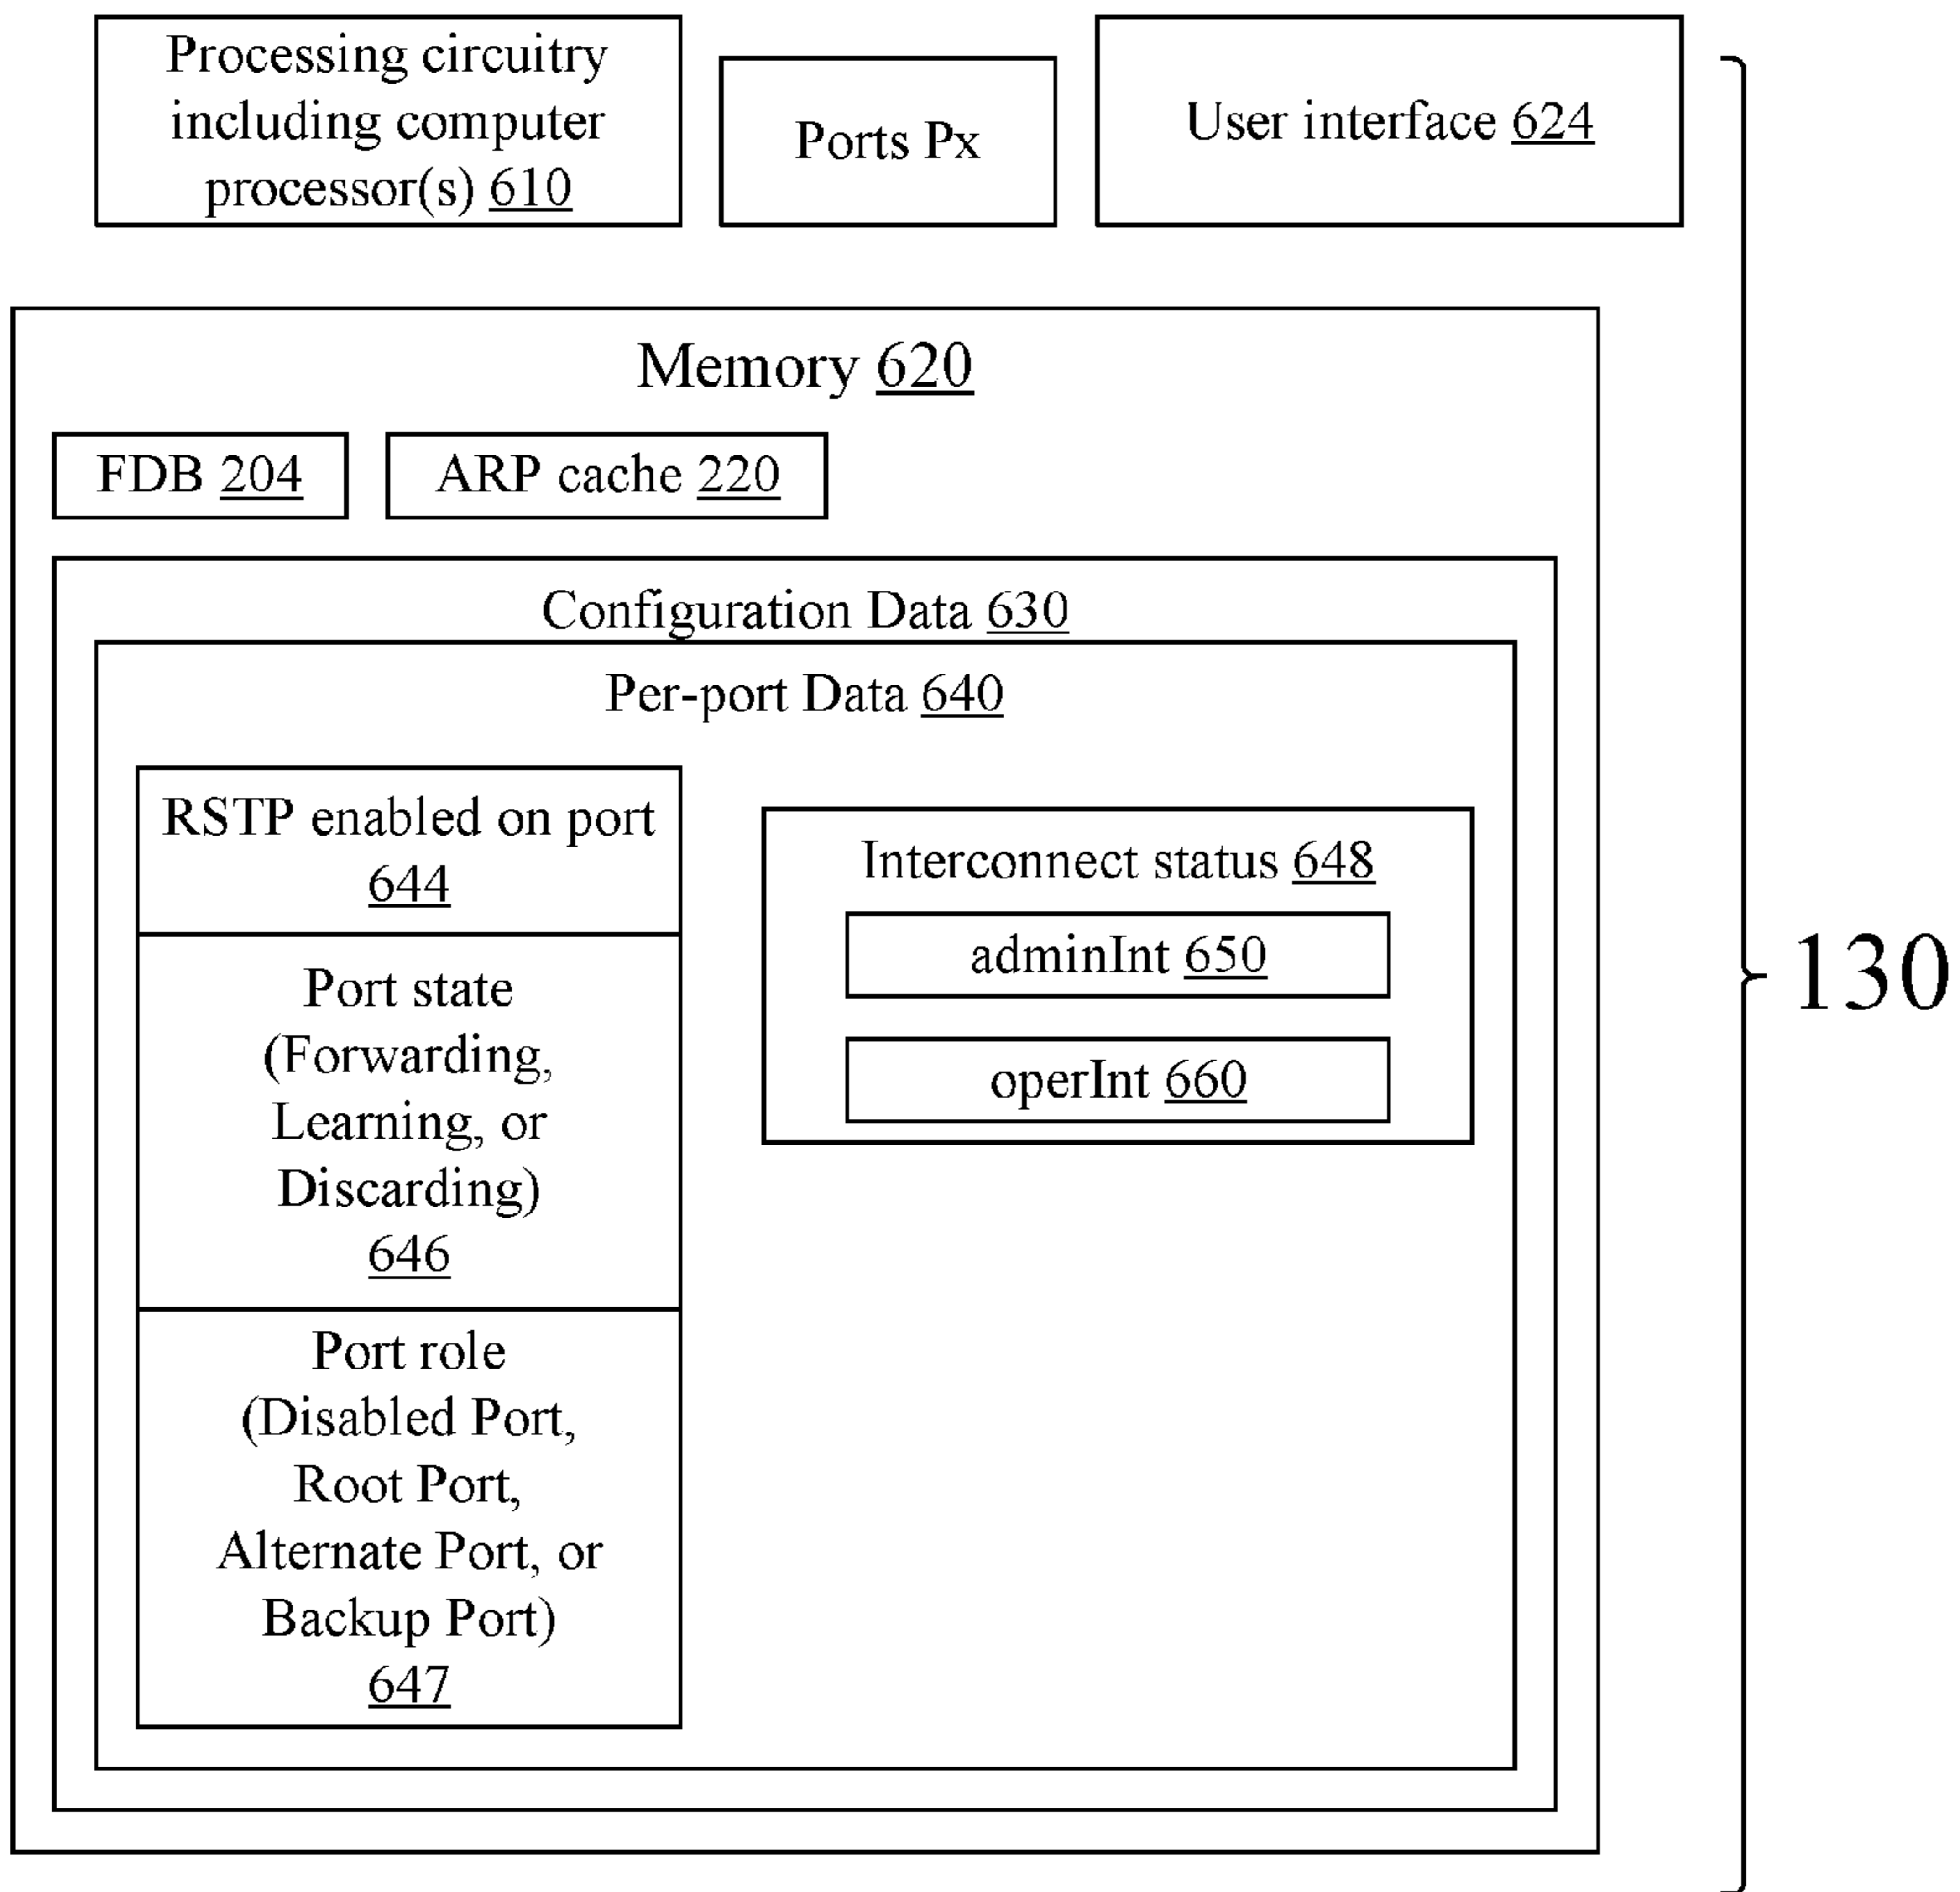 Processing circuitry
including computer
processor(s) 610
Ports Px
User interface 624
Memory 620
FDB 204
ARP cache 220
Configuration Data 630
Per-port Data 640
RSTP enabled on port
644
Port state
(Forwarding,
Learning, or
Discarding)
646
Port role
(Disabled Port,
Root Port,
Alternate Port, or
Backup Port)
647
Interconnect status 648
adminInt 650
operInt 660
130